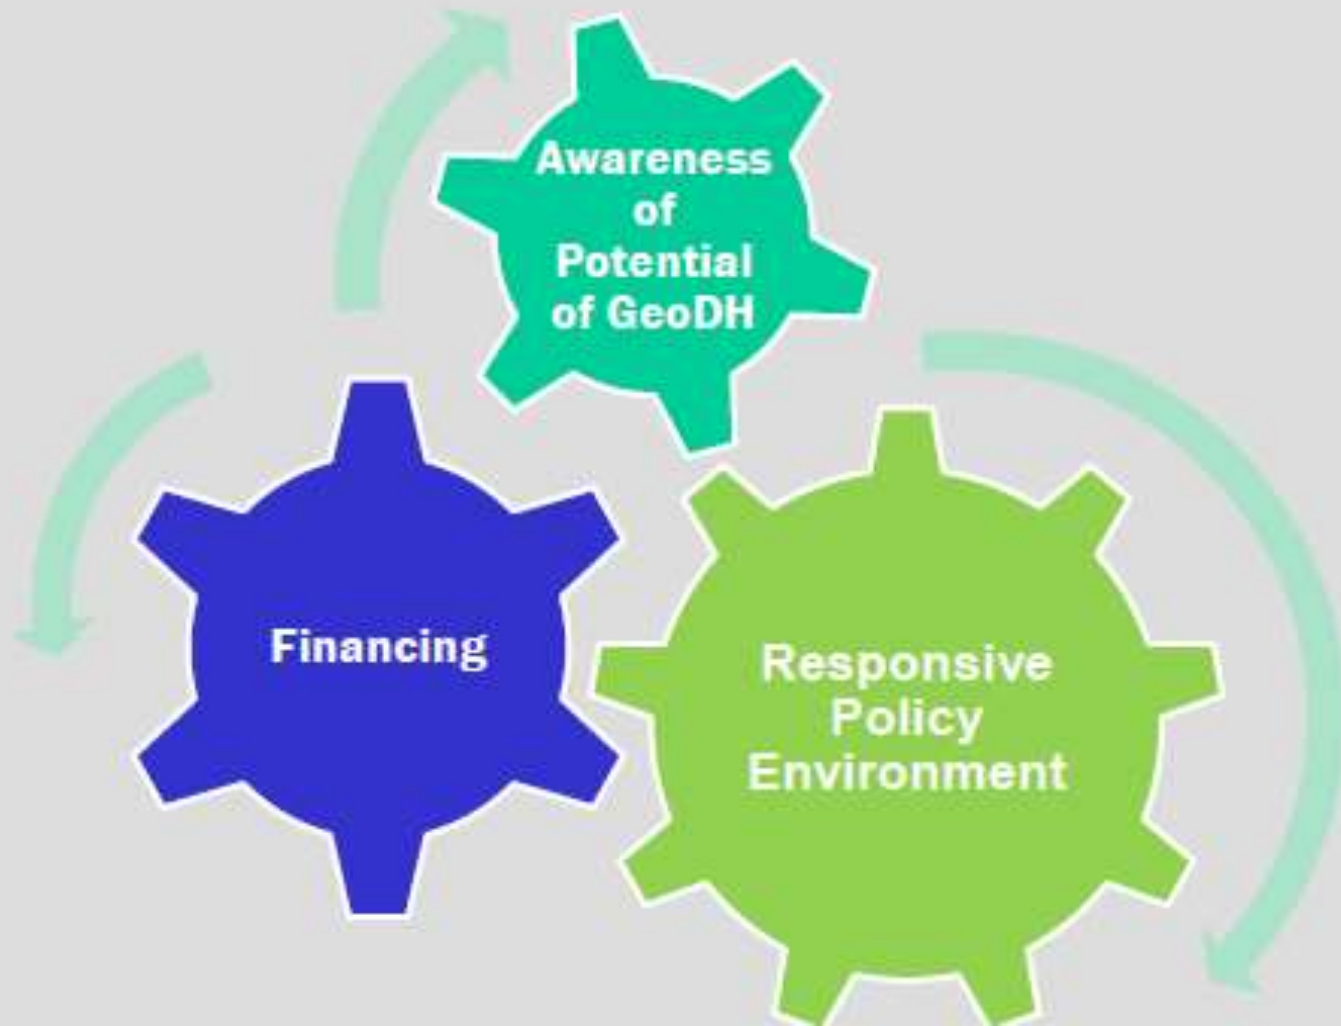 Awareness
of
Potential
of GeoDH
Financing
Responsive
Policy
Environment